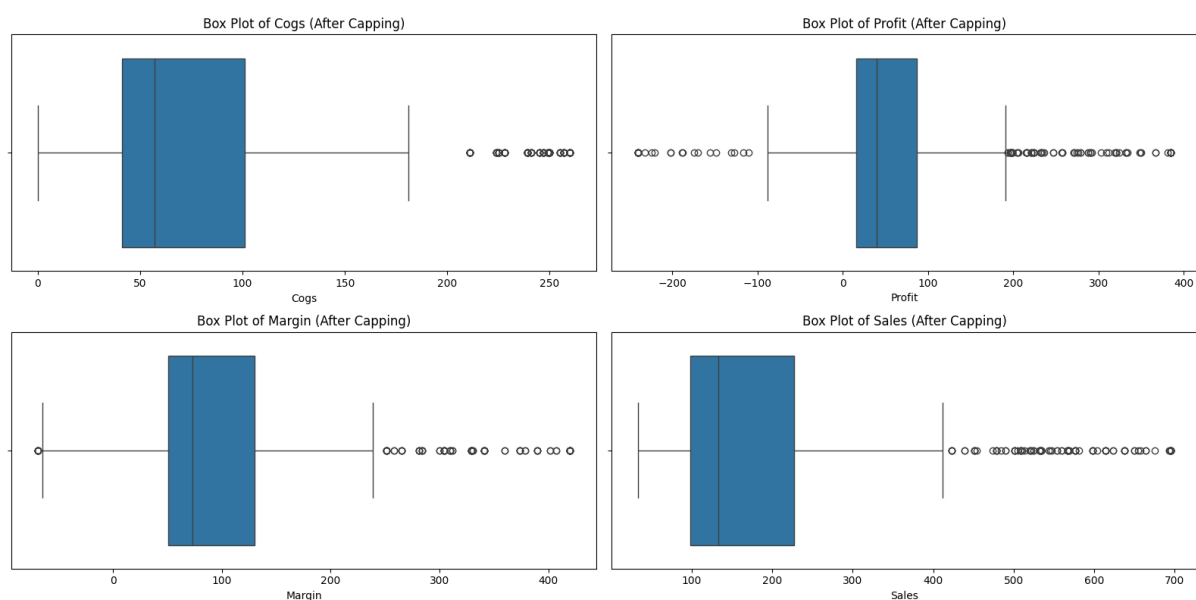 Box Plot of Cogs (After Capping)
0 50 100 150 200 250
Cogs
Box Plot of Profit (After Capping)
−200 −100 0 100 200 300 400
Profit
Box Plot of Margin (After Capping)
0 100 200 300 400
Margin
Box Plot of Sales (After Capping)
100 200 300 400 500 600 700
Sales